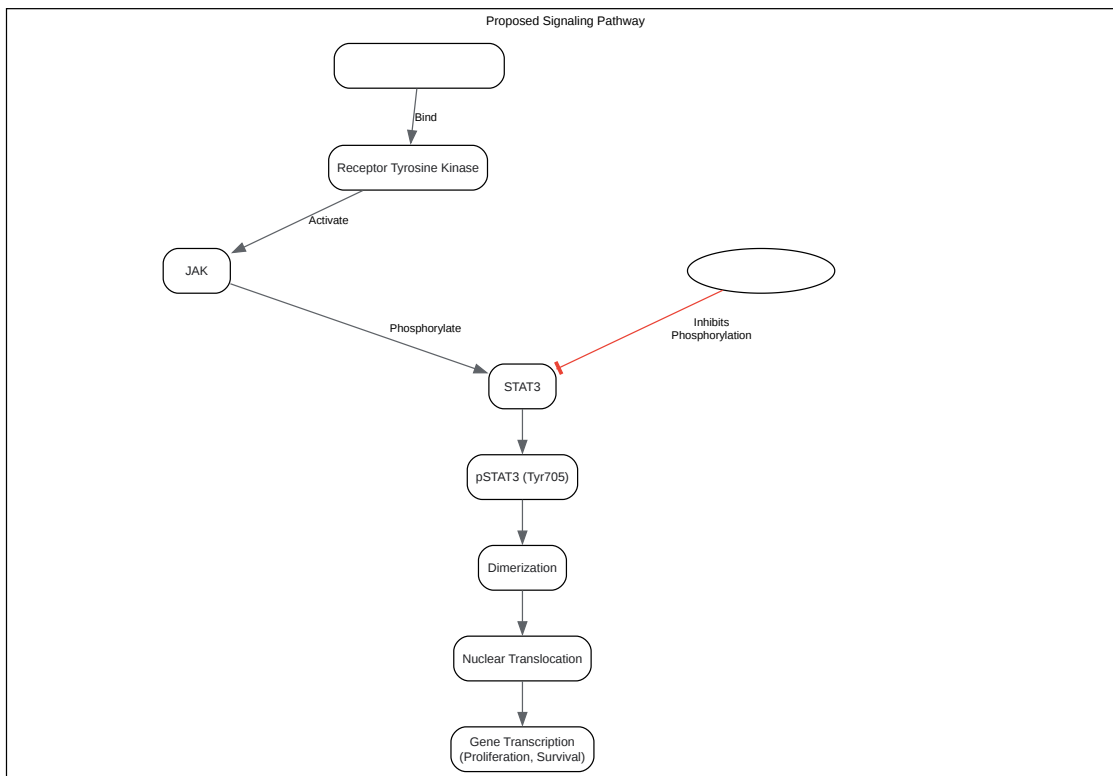 Proposed Signaling Pathway
Bind
Receptor Tyrosine Kinase
Activate
JAK
Phosphorylate
Inhibits
Phosphorylation
STAT3
pSTAT3 (Tyr705)
Dimerization
Nuclear Translocation
Gene Transcription
(Proliferation, Survival)